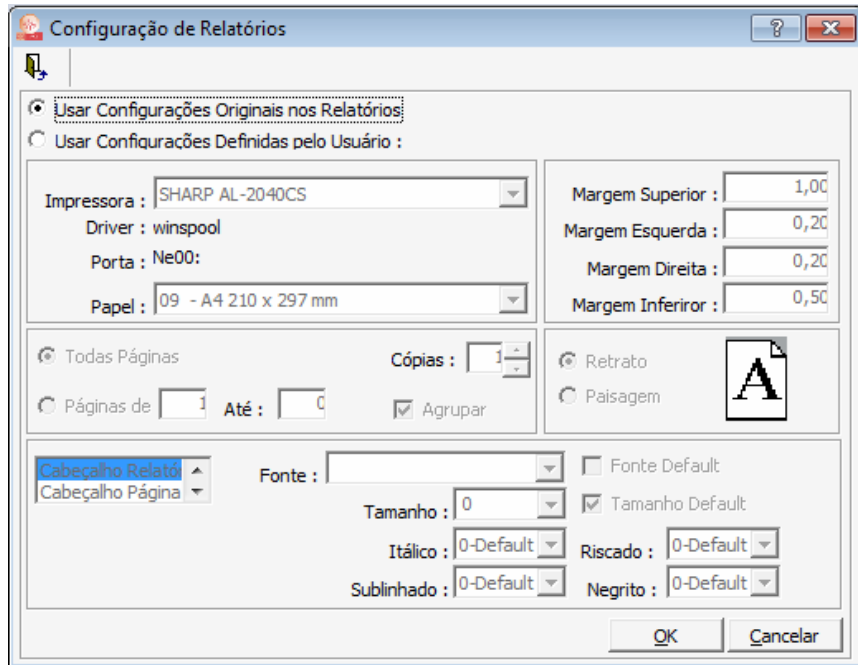 Configuração de Relatórios
Usar Configurações Originais nos Relatórios
Usar Configurações Definidas pelo Usuário :
Impressora : SHARP AL-2040CS
Driver : winspool
Porta : Ne00:
Papel : 09 - A4 210 x 297 mm
Margem Superior : 1,00
Margem Esquerda : 0,20
Margem Direita : 0,20
Margem Inferiror : 0,50
Todas Páginas
Cópias : 1
Páginas de 1 Até : 0
Agrupar
Retrato
Paisagem
A
Cabeçalho Relatór
Cabeçalho Página
Fonte :
Fonte Default
Tamanho : 0
Tamanho Default
Itálico : 0-Default
Riscado : 0-Default
Sublinhado : 0-Default
Negrito : 0-Default
OK
Cancelar